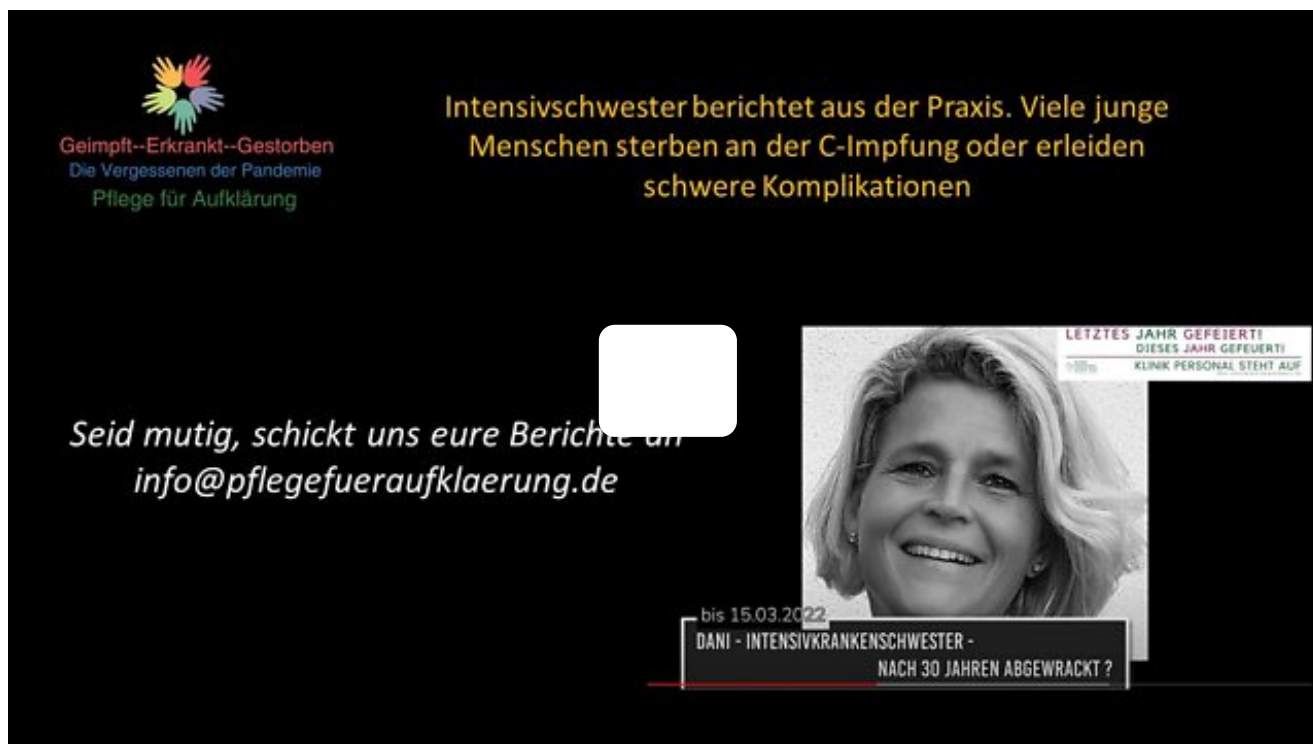 Geimpft--Erkrankt--Gestorben
Die Vergessenen der Pandemie
Pflege für Aufklärung
Intensivschwester berichtet aus der Praxis. Viele junge
Menschen sterben an der C-Impfung oder erleiden
schwere Komplikationen
Seid mutig, schickt uns eure Berichte an
info@pflegefueraufklaerung.de
LETZTES JAHR GEFEIERT!
DIESES JAHR GEFEUERT!
KLINIK PERSONAL STEHT AUF
bis 15.03.2022
DANI - INTENSIVKRANKENSCHWESTER -
NACH 30 JAHREN ABGEWRACKT ?